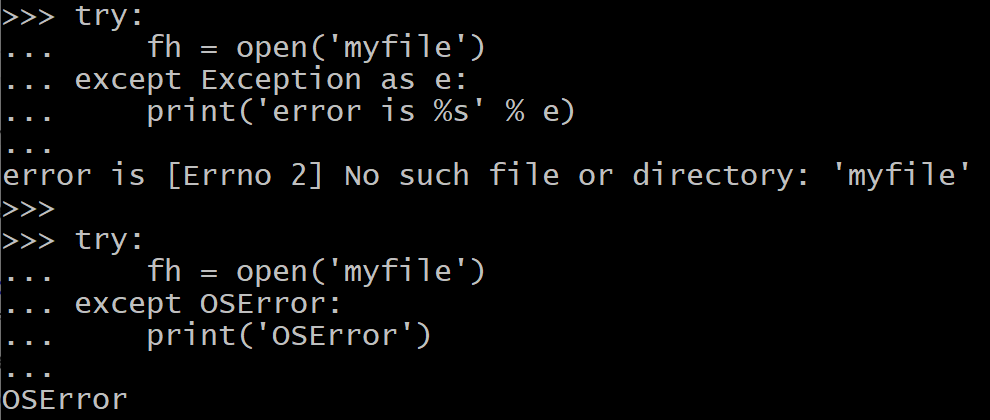 >>> try:
...     fh = open('myfile')
... except Exception as e:
...     print('error is %s' % e)
...
error is [Errno 2] No such file or directory: 'myfile'
>>>
>>> try:
...     fh = open('myfile')
... except OSError:
...     print('OSError')
...
OSError